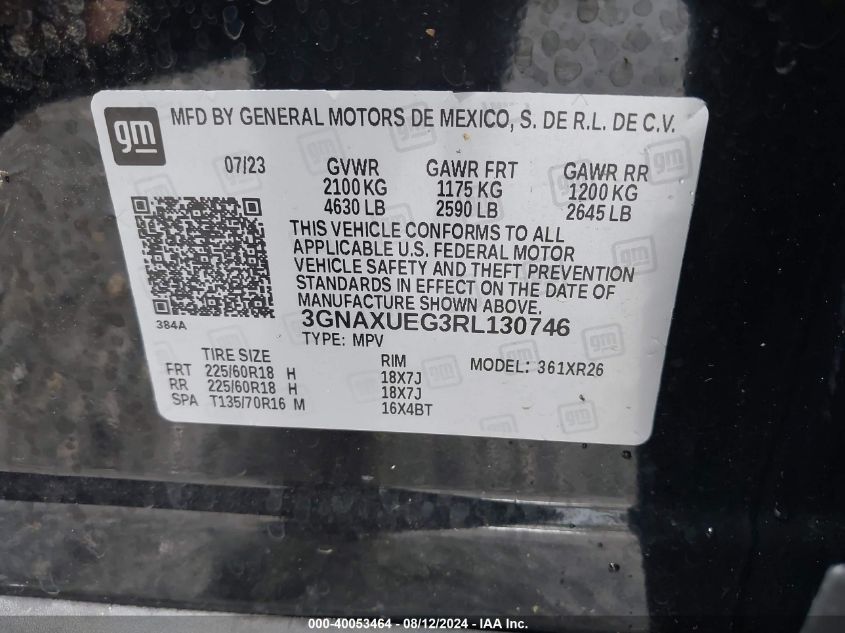 gm
MFD BY GENERAL MOTORS DE MEXICO, S. DE R.L. DE C.V.
07/23 GVWR GAWR FRT GAWR RR
2100 KG 1175 KG 1200 KG
4630 LB 2590 LB 2645 LB
THIS VEHICLE CONFORMS TO ALL
APPLICABLE U.S. FEDERAL MOTOR
VEHICLE SAFETY AND THEFT PREVENTION
STANDARDS IN EFFECT ON THE DATE OF
MANUFACTURE SHOWN ABOVE.
384A
3GNAXUEG3RL130746
TYPE: MPV
TIRE SIZE RIM MODEL: 361XR26
FRT 225/60R18 H 18X7J
RR 225/60R18 H 18X7J
SPA T135/70R16 M 16X4BT
000-40053464 - 08/12/2024 - IAA Inc.